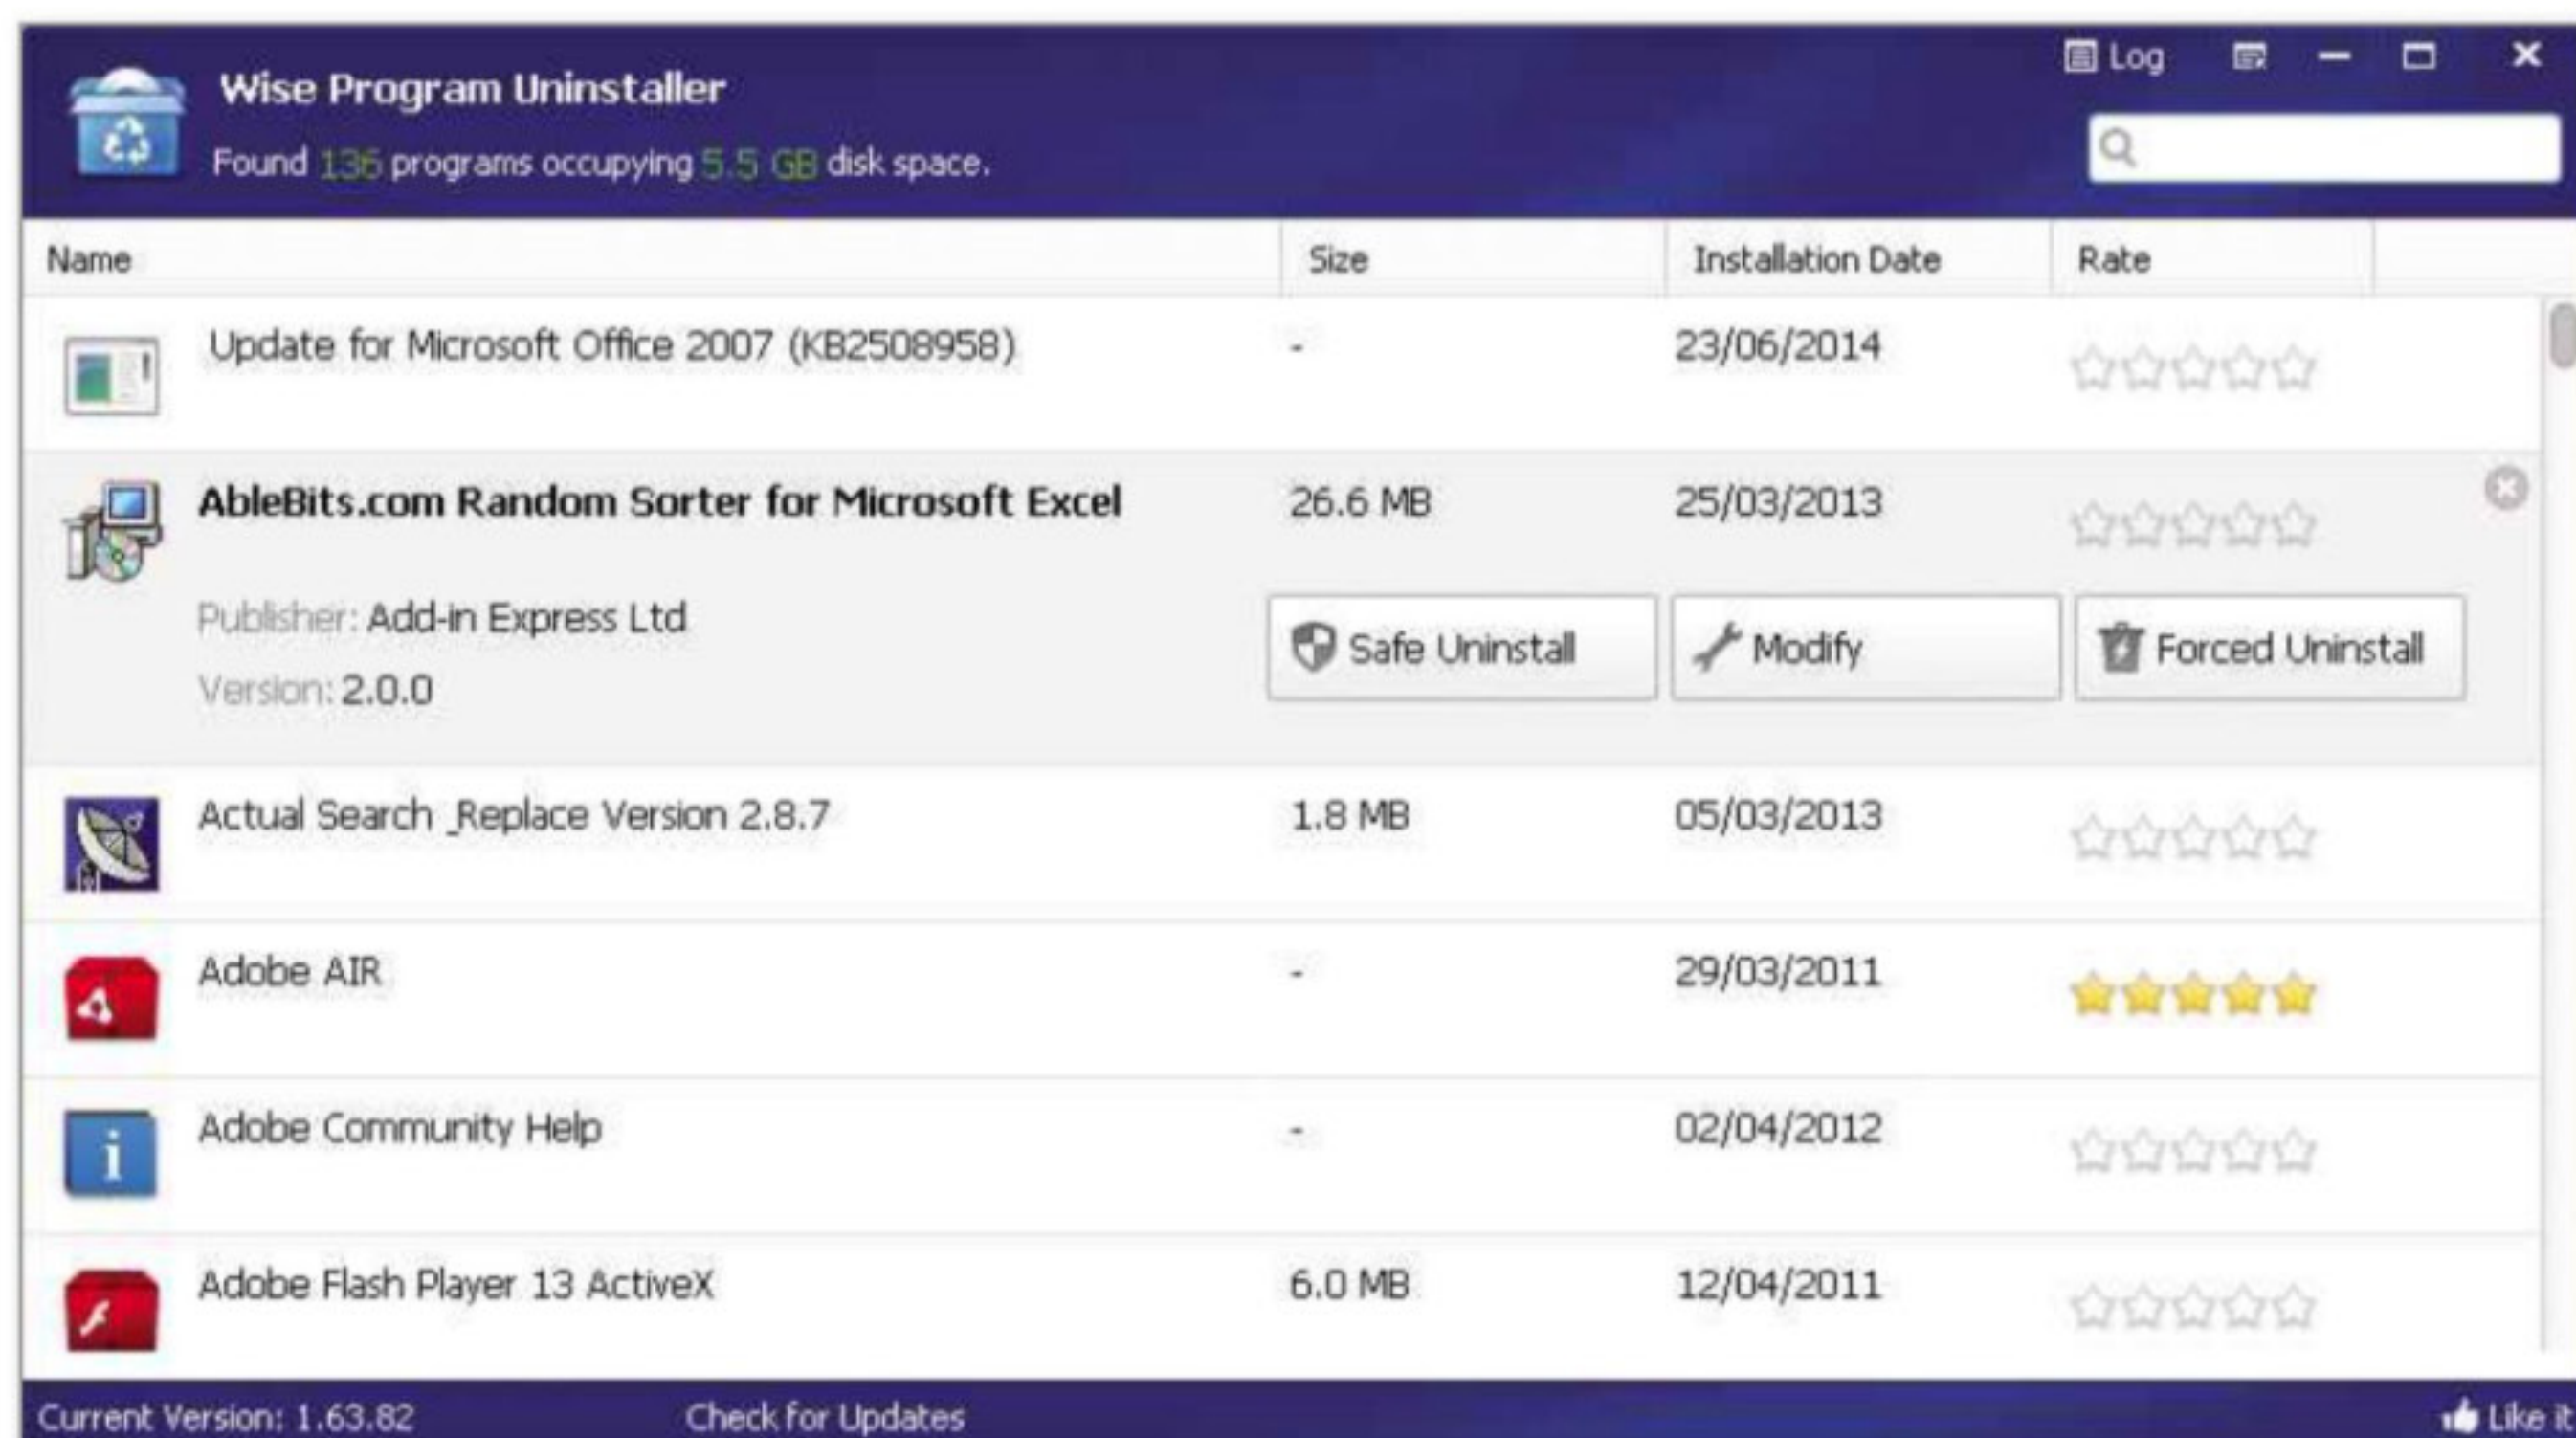 Wise Program Uninstaller
Log
Found 136 programs occupying 5.5 GB disk space.
Name Size Installation Date Rate
Update for Microsoft Office 2007 (KB2508958) - 23/06/2014
AbleBits.com Random Sorter for Microsoft Excel 26.6 MB 25/03/2013
Publisher: Add-in Express Ltd
Safe Uninstall Modify Forced Uninstall
Version: 2.0.0
Actual Search _Replace Version 2.8.7 1.8 MB 05/03/2013
Adobe AIR - 29/03/2011
Adobe Community Help - 02/04/2012
Adobe Flash Player 13 ActiveX 6.0 MB 12/04/2011
Current Version: 1.63.82 Check for Updates Like it